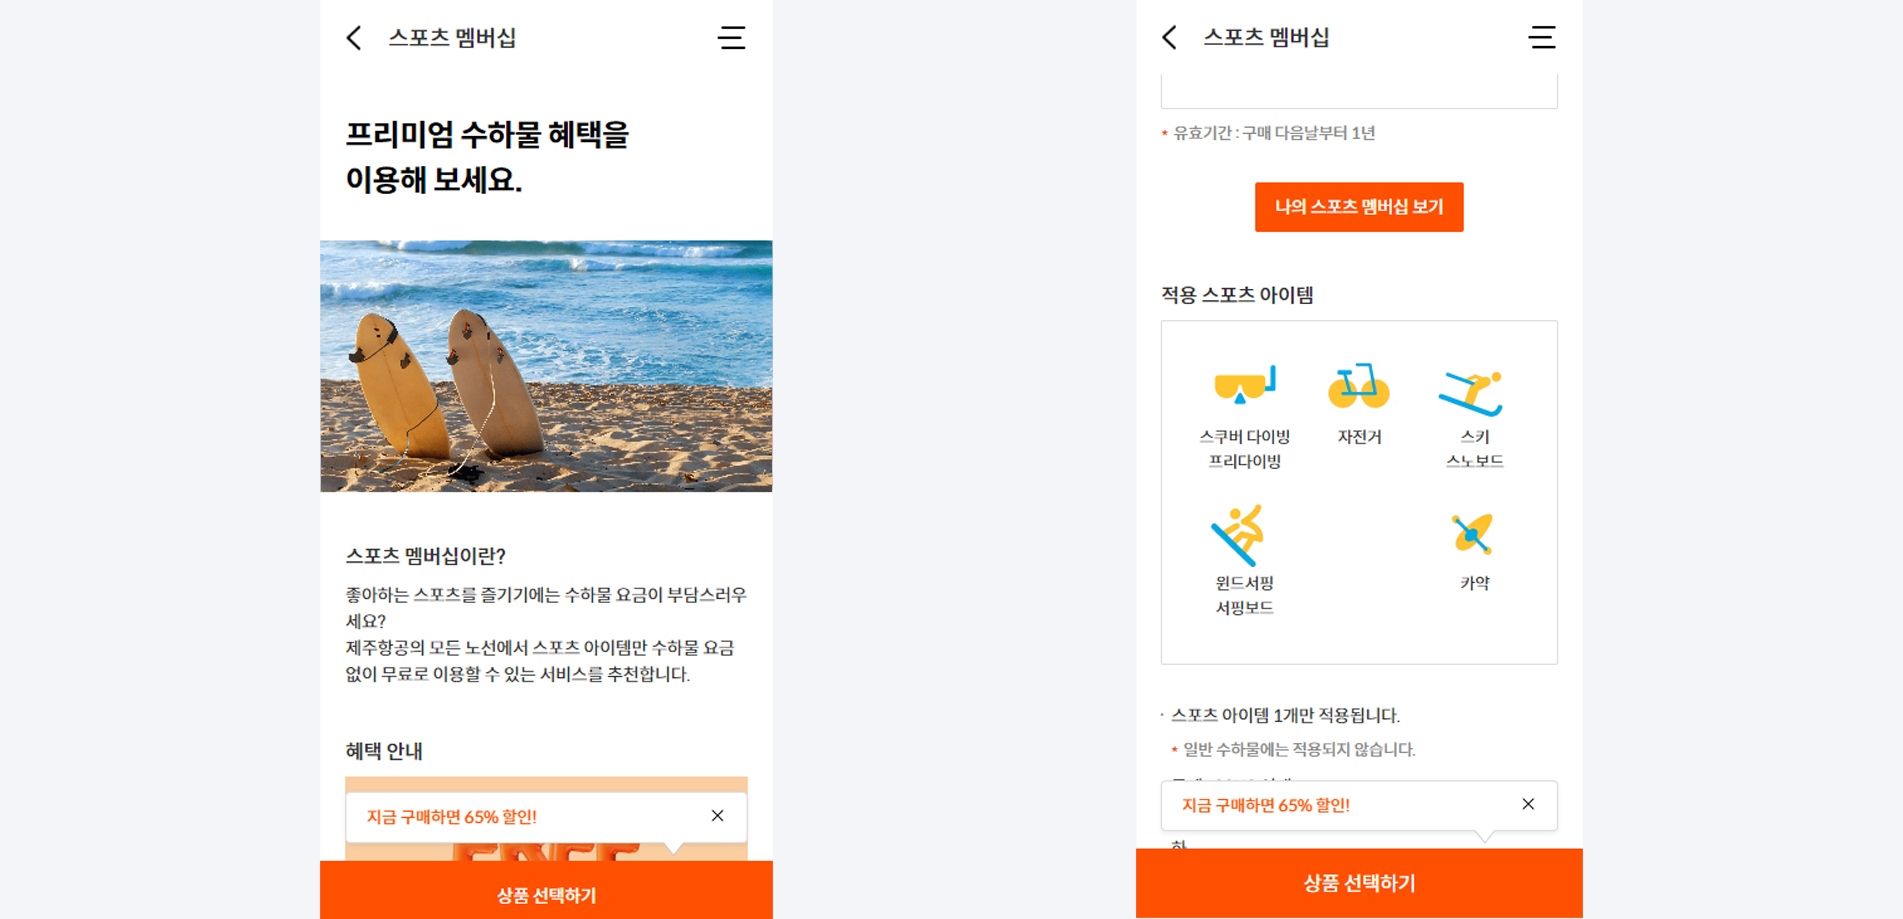 스포츠 멤버십
프리미엄 수하물 혜택을
이용해 보세요.
스포츠 멤버십이란?
좋아하는 스포츠를 즐기기에는 수하물 요금이 부담스러우
세요?
제주항공의 모든 노선에서 스포츠 아이템만 수하물 요금
없이 무료로 이용할 수 있는 서비스를 추천합니다.
혜택 안내
지금 구매하면 65% 할인!
FREE
상품 선택하기
스포츠 멤버십
* 유효기간 : 구매 다음날부터 1년
나의 스포츠 멤버십 보기
적용 스포츠 아이템
스쿠버 다이빙
프리다이빙
자전거
스키
스노보드
윈드서핑
서핑보드
카약
· 스포츠 아이템 1개만 적용됩니다.
* 일반 수하물에는 적용되지 않습니다.
지금 구매하면 65% 할인!
상품 선택하기